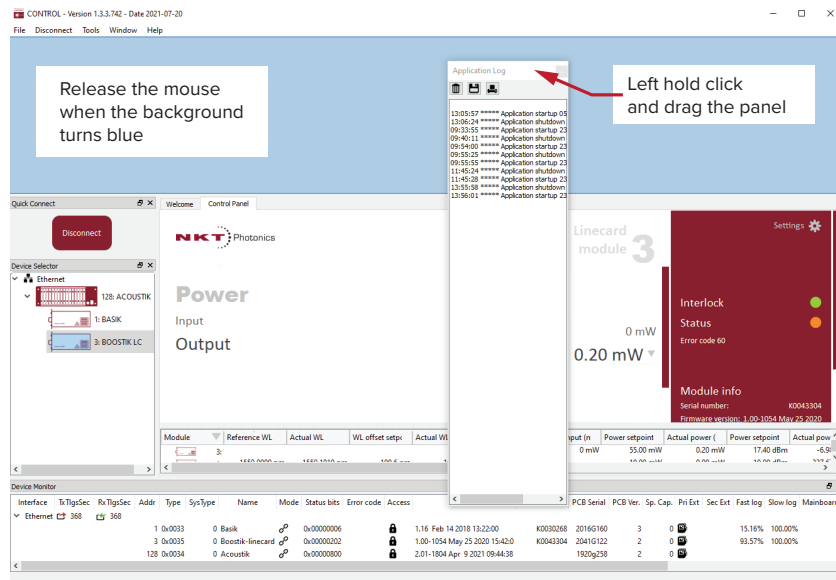 CONTROL - Version 1.3.3.742 - Date 2021-07-20
File Disconnect Tools Window Help
Release the mouse
when the background
turns blue
Application Log
Left hold click
and drag the panel
13:05:57 ***** Application startup 05
13:06:24 ***** Application shutdown
09:33:55 ***** Application startup 23
09:40:11 ***** Application shutdown
09:54:00 ***** Application startup 23
09:55:25 ***** Application shutdown
09:55:55 ***** Application startup 23
11:45:24 ***** Application shutdown
11:45:28 ***** Application startup 23
13:55:58 ***** Application shutdown
13:56:01 ***** Application startup 23
Quick Connect
Disconnect
Device Selector
Ethernet
128: ACOUSTIK
1: BASIK
3: BOOSTIK LC
Welcome Control Panel
NKT Photonics
Power
Input
Output
Linecard
module 3
0 mW
0.20 mW
Settings
Interlock
Status
Error code 60
Module info
Serial number: K0043304
Firmware version: 1.00-1054 May 25 2020
Module Reference WL Actual WL WL offset setpc Actual WL Power setpoint Actual power ( Power setpoint Actual pow
3: 0 mW 55.00 mW 0.20 mW 17.40 dBm
Device Monitor
Interface TxTlgsSec RxTlgsSec Addr Type SysType Name Mode Status bits Error code Access PCB Serial PCB Ver. Sp. Cap. Pri Ext Sec Ext Fast log Slow log Mainboar
Ethernet 368 368
1 0x0033 0 Basik 0x00000006 1.16 Feb 14 2018 13:22:00 K0030268 2016G160 3 0 15.16% 100.00%
3 0x0035 0 Boostik-linecard 0x00000202 1.00-1054 May 25 2020 15:42:0 K0043304 2041G122 2 0 93.57% 100.00%
128 0x0034 0 Acoustik 0x00000800 2.01-1804 Apr 9 2021 09:44:38 1920g258 2 0